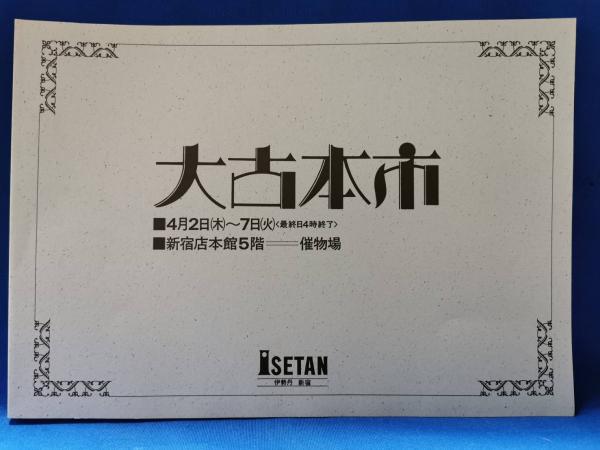 大古本市
■4月2日(木)〜7日(火)<最終日4時終了>
■新宿店本館5階══催物場
ISETAN
伊勢丹 新宿